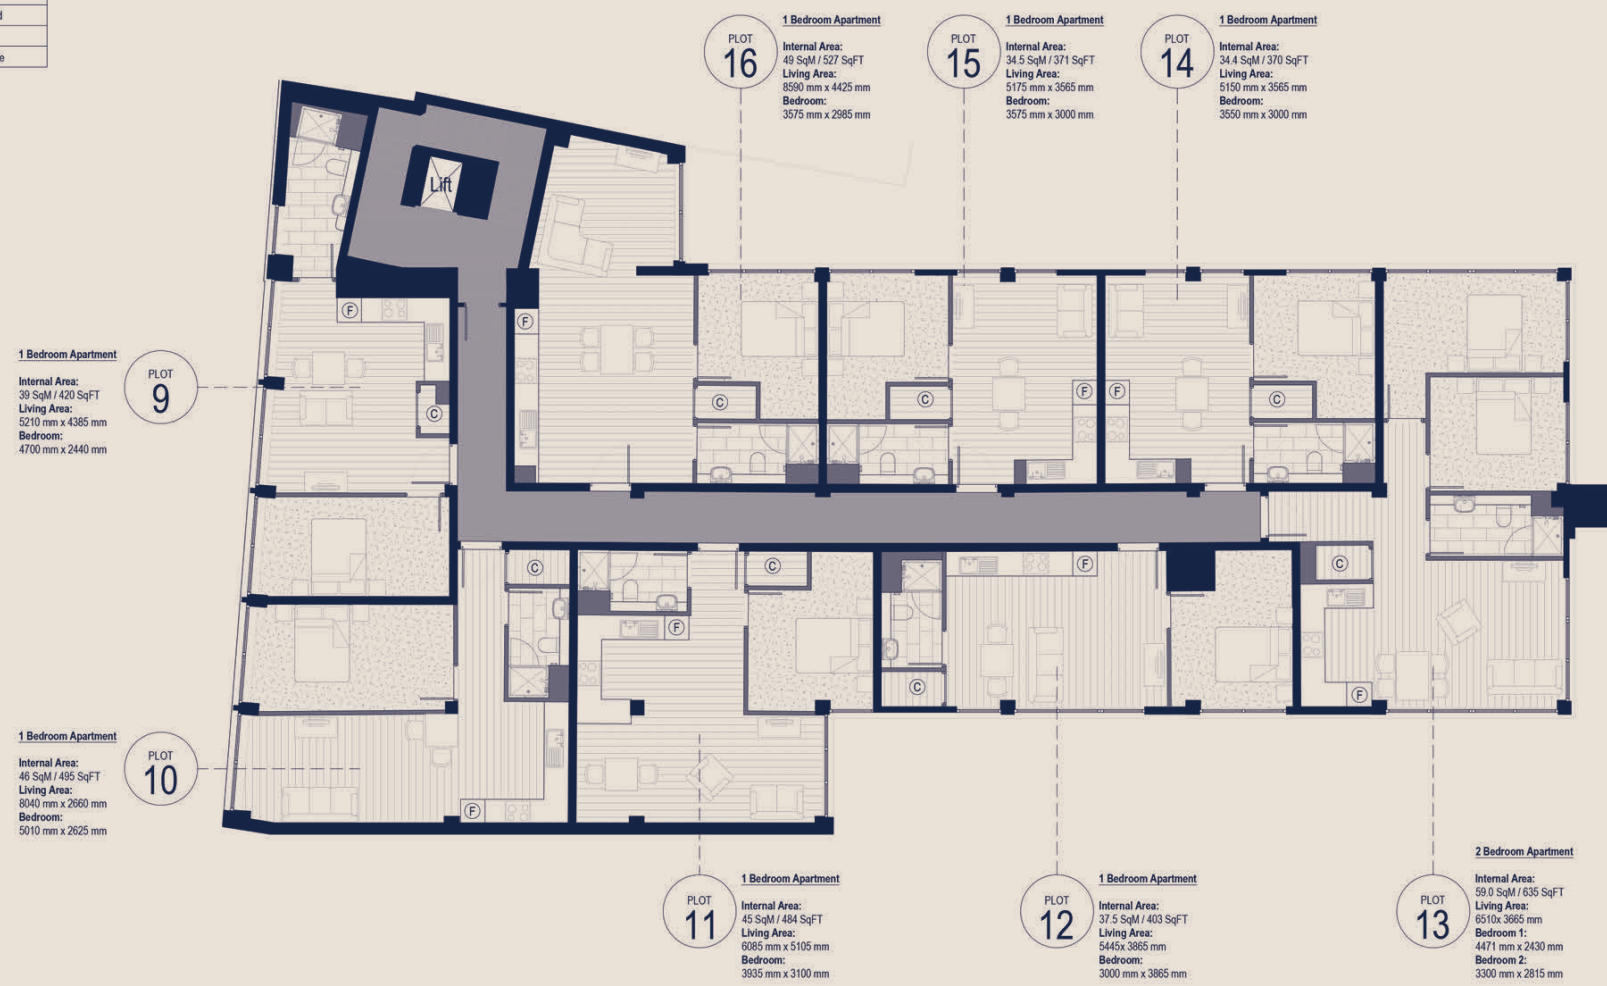 d
e
PLOT
16
1 Bedroom Apartment
Internal Area:
49 SqM / 527 SqFT
Living Area:
8590 mm x 4425 mm
Bedroom:
3575 mm x 2985 mm
PLOT
15
1 Bedroom Apartment
Internal Area:
34.5 SqM / 371 SqFT
Living Area:
5175 mm x 3565 mm
Bedroom:
3575 mm x 3000 mm
PLOT
14
1 Bedroom Apartment
Internal Area:
34.4 SqM / 370 SqFT
Living Area:
5150 mm x 3565 mm
Bedroom:
3550 mm x 3000 mm
Lift
F
F
C
C
F
F
C
1 Bedroom Apartment
Internal Area:
39 SqM / 420 SqFT
Living Area:
5210 mm x 4385 mm
Bedroom:
4700 mm x 2440 mm
PLOT
9
C
C
C
F
C
F
C
F
C
F
1 Bedroom Apartment
Internal Area:
46 SqM / 495 SqFT
Living Area:
8040 mm x 2660 mm
Bedroom:
5010 mm x 2625 mm
PLOT
10
PLOT
11
1 Bedroom Apartment
Internal Area:
45 SqM / 484 SqFT
Living Area:
6085 mm x 5105 mm
Bedroom:
3935 mm x 3100 mm
PLOT
12
1 Bedroom Apartment
Internal Area:
37.5 SqM / 403 SqFT
Living Area:
5445x 3865 mm
Bedroom:
3000 mm x 3865 mm
PLOT
13
2 Bedroom Apartment
Internal Area:
59.0 SqM / 635 SqFT
Living Area:
6510x 3665 mm
Bedroom 1:
4471 mm x 2430 mm
Bedroom 2:
3300 mm x 2815 mm